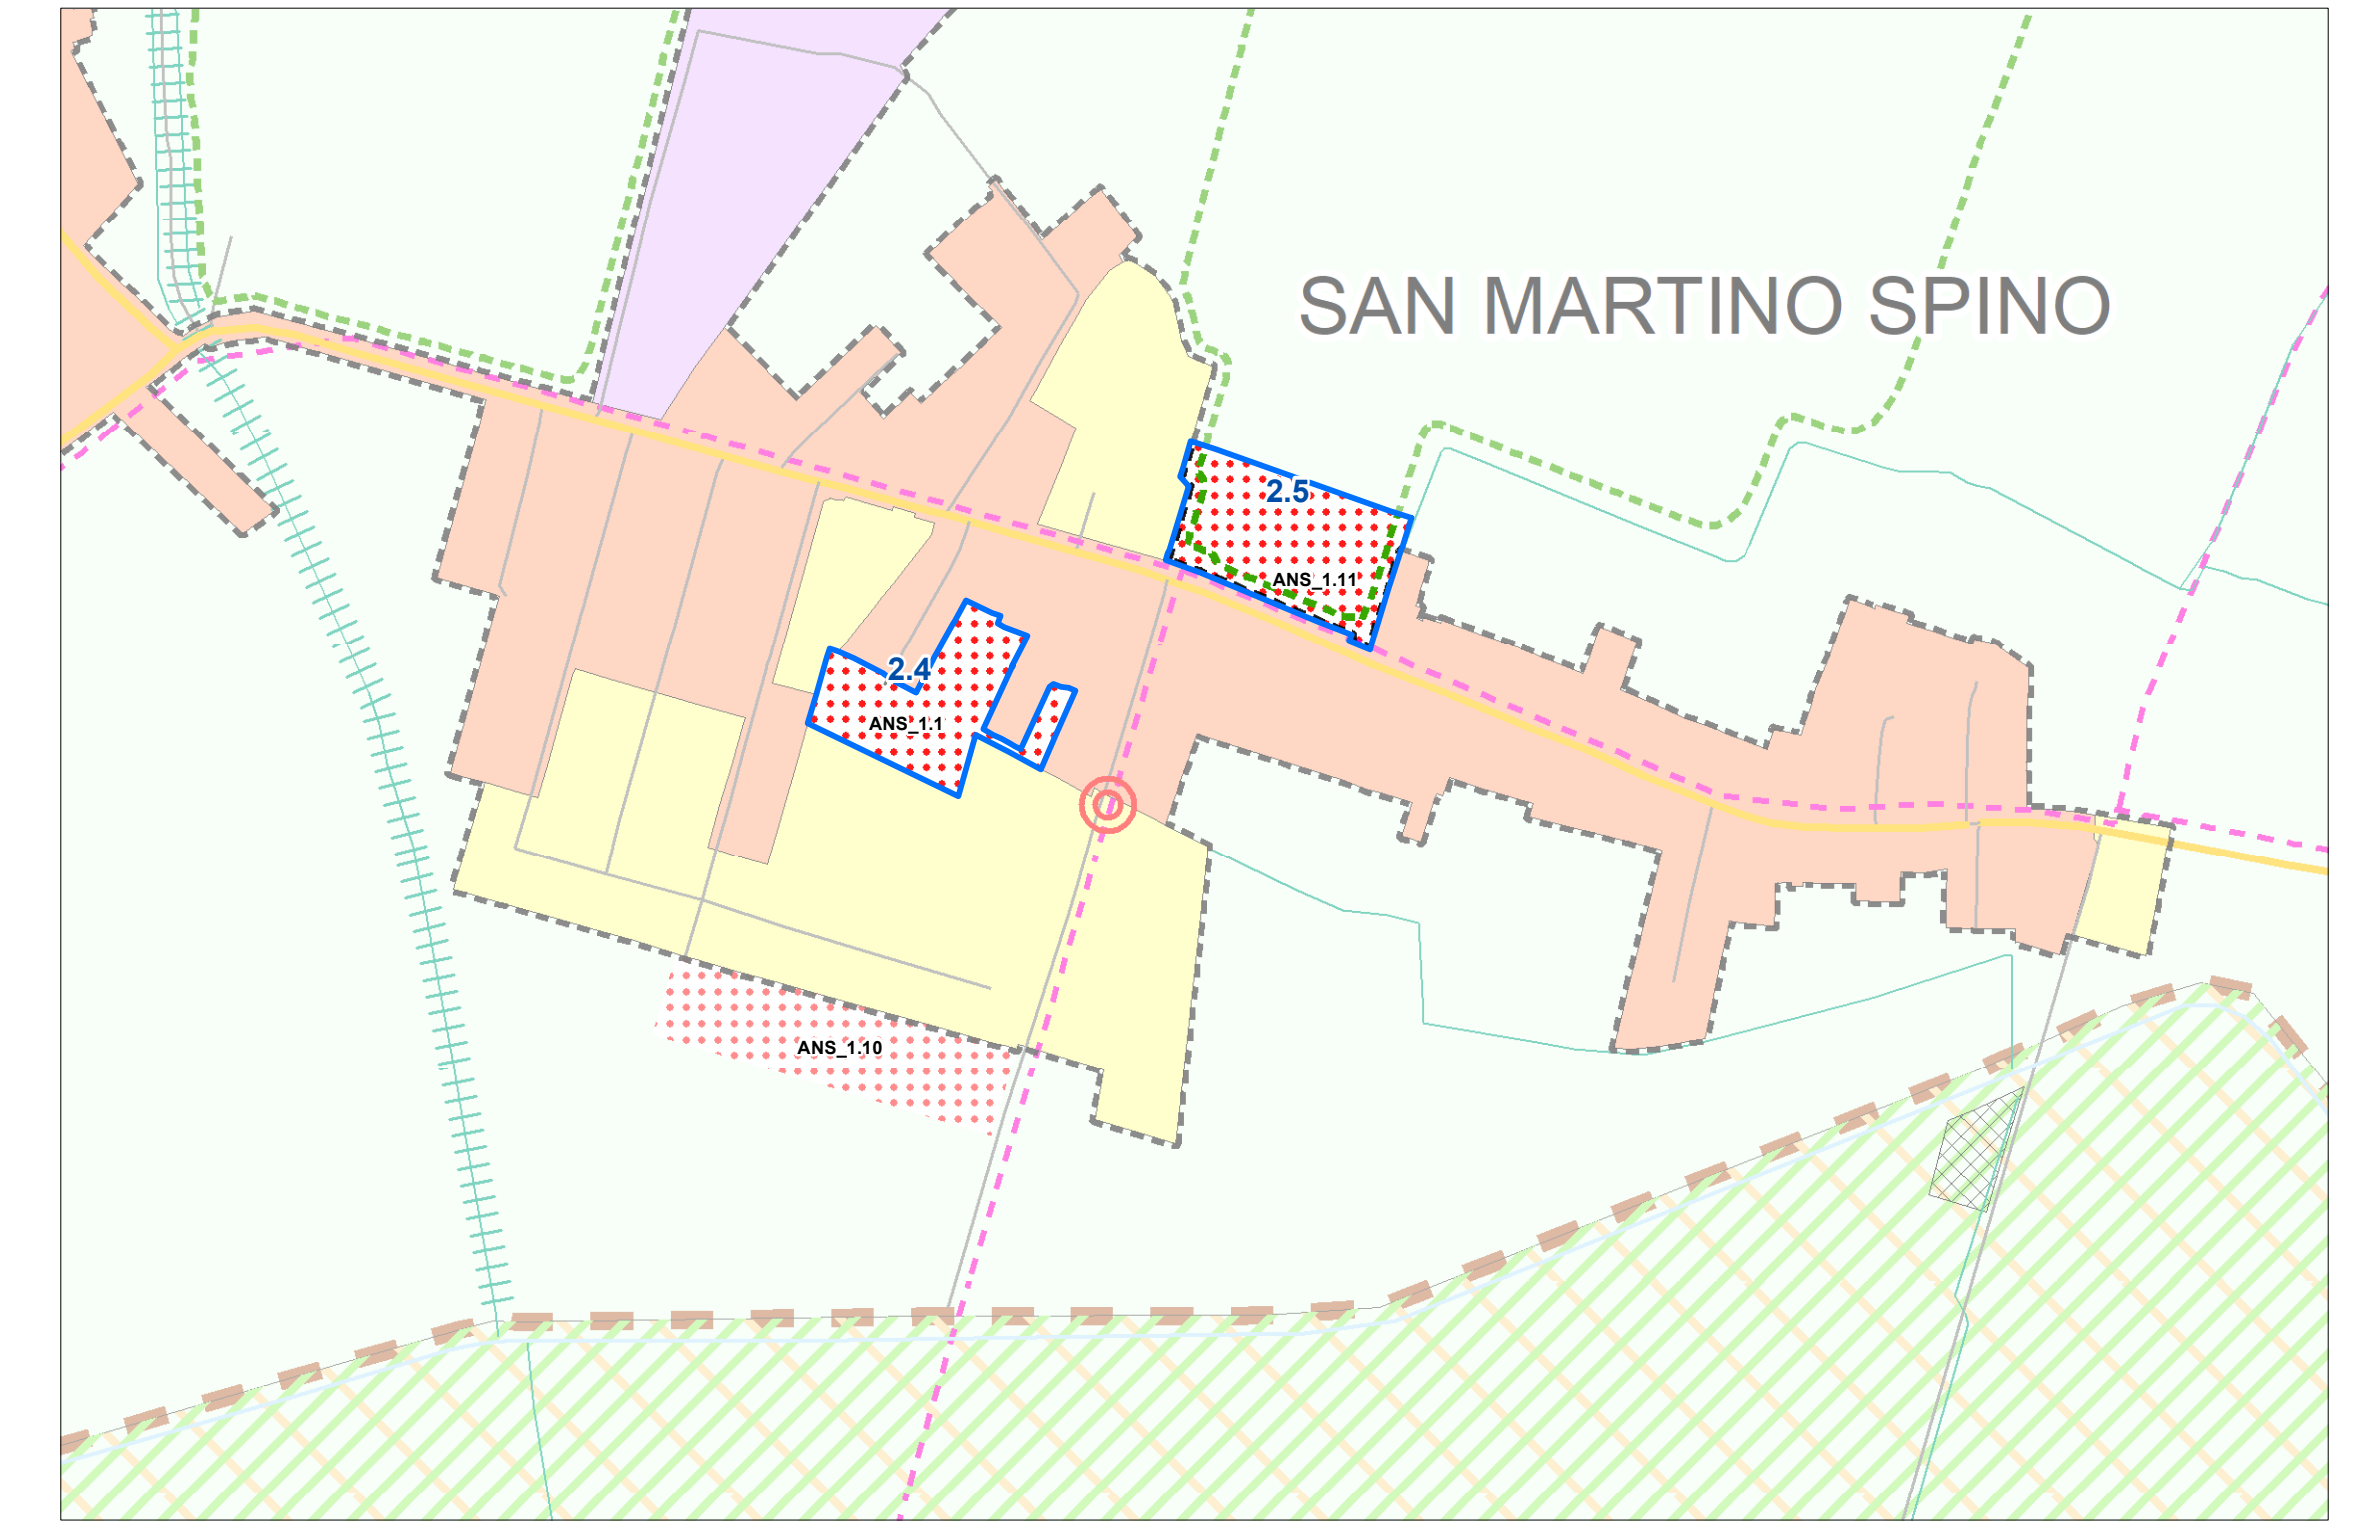 SAN MARTINO SPINO
2.5
ANS_1.11
2.4
ANS_1.1
ANS_1.10